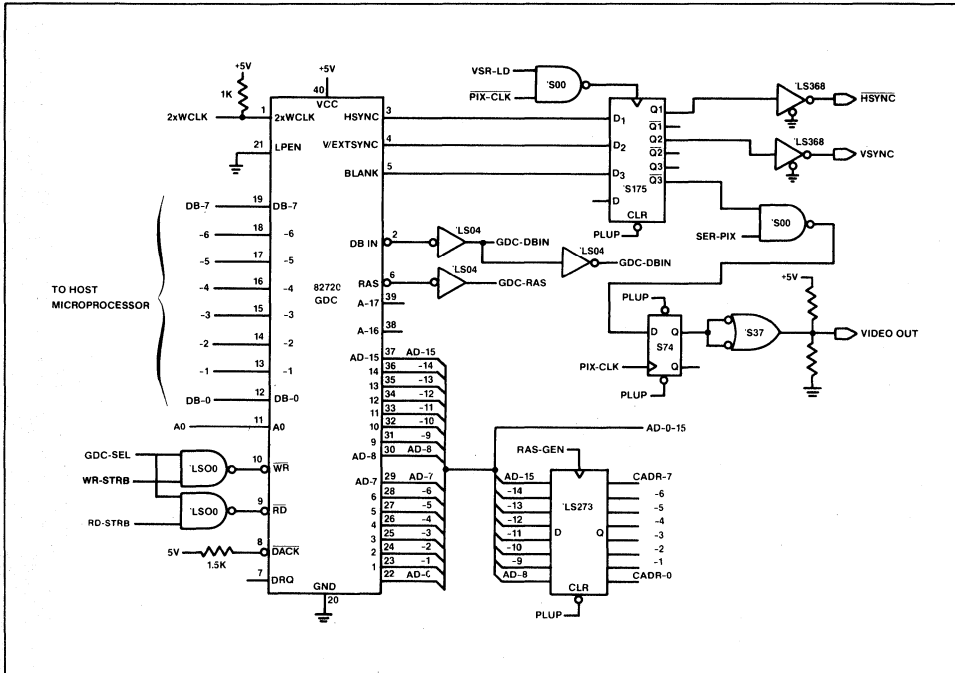 +5V
1K
2xWCLK
1
+5V
40
VCC
2xWCLK
21
LPEN
HSYNC
3
V/EXTSYNC
4
BLANK
5
TO HOST
MICROPROCESSOR
DB-7
19
DB-7
-6
18
-6
-5
17
-5
-4
16
-4
-3
15
-3
-2
14
-2
-1
13
-1
DB-0
12
DB-0
A0
11
A0
GDC-SEL
WR-STRB
'LSO0
10
WR
RD-STRB
'LSO0
9
RD
5V
1.5K
8
DACK
7
DRQ
GND
20
82720
GDC
DB IN
2
'LS04
GDC-DBIN
'LS04
GDC-DBIN
RAS
6
'LS04
GDC-RAS
A-17
39
A-16
38
AD-15
37
AD-15
14
36
-14
13
35
-13
12
34
-12
11
33
-11
10
32
-10
9
31
-9
AD-8
30
AD-8
AD-7
29
AD-7
6
28
-6
5
27
-5
4
26
-4
3
25
-3
2
24
-2
1
23
-1
22
AD-0
VSR-LD
PIX-CLK
'S00
D1
D2
D3
D
Q1
Q1
Q2
Q2
Q3
Q3
'S175
CLR
PLUP
'LS368
HSYNC
'LS368
VSYNC
SER-PIX
'S00
PLUP
D
Q
S74
PIX-CLK
Q
PLUP
'S37
+5V
VIDEO OUT
AD-0-15
RAS-GEN
AD-15
-14
-13
-12
-11
-10
-9
AD-8
'LS273
D
Q
CLR
PLUP
CADR-7
-6
-5
-4
-3
-2
-1
CADR-0